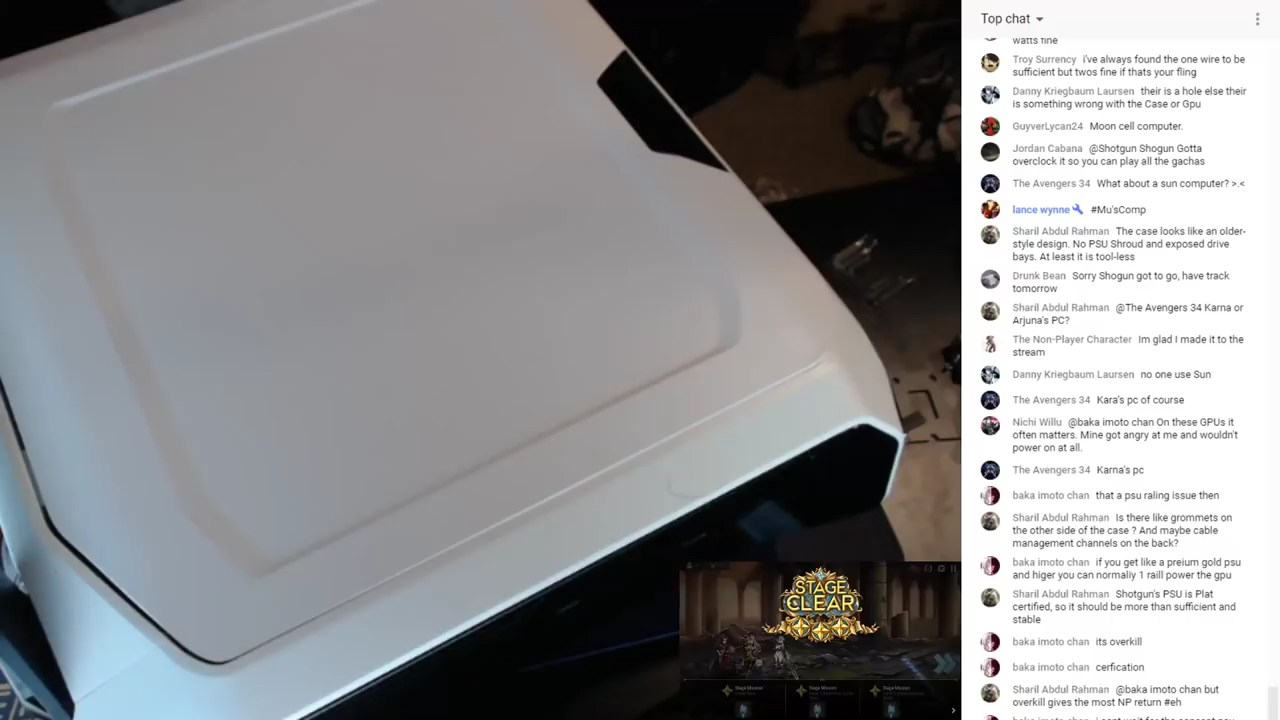 Top chat
watts fine
Troy Surrency I've always found the one wire to be
sufficient but twos fine if thats your fling
Danny Kriegbaum Laursen their is a hole else their
is something wrong with the Case or Gpu
GuyverLycan24 Moon cell computer.
Jordan Cabana @Shotgun Shogun Gotta
overclock it so you can play all the gachas
The Avengers 34 What about a sun computer? >.<
lance wynne #Mu'sComp
Sharil Abdul Rahman The case looks like an older-
style design. No PSU Shroud and exposed drive
bays. At least it is tool-less
Drunk Bean Sorry Shogun got to go, have track
tomorrow
Sharil Abdul Rahman @The Avengers 34 Karna or
Arjuna's PC?
The Non-Player Character Im glad I made it to the
stream
Danny Kriegbaum Laursen no one use Sun
The Avengers 34 Kara's pc of course
Nichi Willu @baka imoto chan On these GPUs it
often matters. Mine got angry at me and wouldn't
power on at all.
The Avengers 34 Karna's pc
baka imoto chan that a psu raling issue then
Sharil Abdul Rahman Is there like grommets on
the other side of the case ? And maybe cable
management channels on the back?
baka imoto chan if you get like a preium gold psu
and higer you can normaliy 1 raill power the gpu
Sharil Abdul Rahman Shotgun's PSU is Plat
certified, so it should be more than sufficient and
stable
baka imoto chan its overkill
baka imoto chan cerfication
Sharil Abdul Rahman @baka imoto chan but
overkill gives the most NP return #eh
STAGE
CLEAR
Stage Mission
Stage Mission
Stage Mission